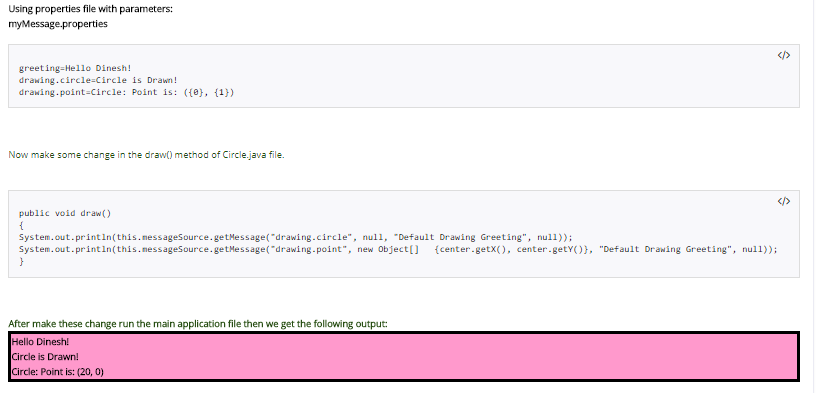 Using properties file with parameters:
myMessage.properties
</>
greeting=Hello Dinesh!
drawing.circle=Circle is Drawn!
drawing.point=Circle: Point is: ({0}, {1})
Now make some change in the draw() method of Circle.java file.
</>
public void draw()
{
System.out.println(this.messageSource.getMessage("drawing.circle", null, "Default Drawing Greeting", null));
System.out.println(this.messageSource.getMessage("drawing.point", new Object[]  {center.getX(), center.getY()}, "Default Drawing Greeting", null));
}
After make these change run the main application file then we get the following output:
Hello Dinesh!
Circle is Drawn!
Circle: Point is: (20, 0)